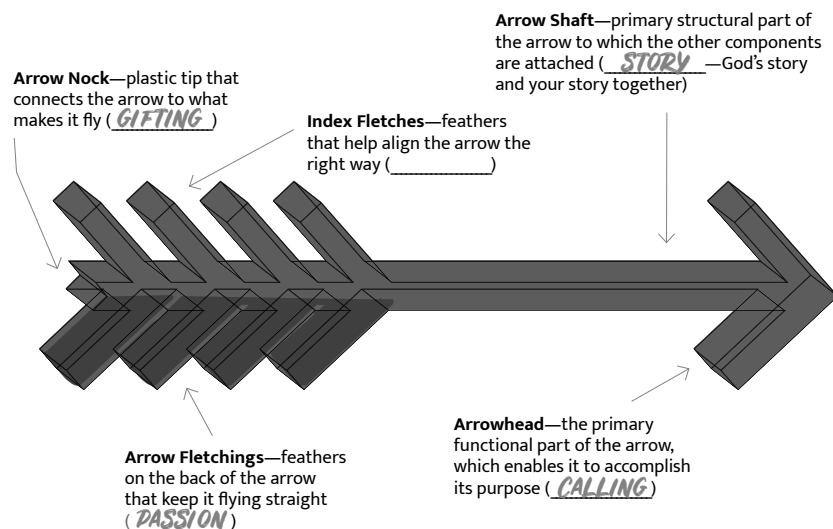 Arrow Shaft—primary structural part of
the arrow to which the other components
are attached (STORY—God's story
and your story together)
Arrow Nock—plastic tip that
connects the arrow to what
makes it fly (GIFTING)
Index Fletches—feathers
that help align the arrow the
right way (____________)
Arrowhead—the primary
functional part of the arrow,
which enables it to accomplish
its purpose (CALLING)
Arrow Fletchings—feathers
on the back of the arrow
that keep it flying straight
(PASSION)